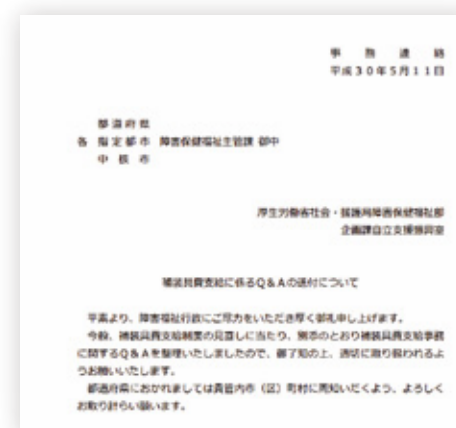 事 務 連 絡
平成30年5月11日
都道府県
各 指定都市 障害保健福祉主管課 御中
中核市
厚生労働省社会・援護局障害保健福祉部
企画課自立支援振興室
補装具費支給に係るQ&Aの送付について
平素より、障害福祉行政にご尽力をいただき厚く御礼申し上げます。
今般、補装具費支給制度の見直しに当たり、別添のとおり補装具費支給事務
に関するQ&Aを整理いたしましたので、御了知の上、適切に取り扱われるよ
うお願いいたします。
都道府県におかれましては貴管内市（区）町村に周知いだくよう、よろしく
お取り計らい願います。